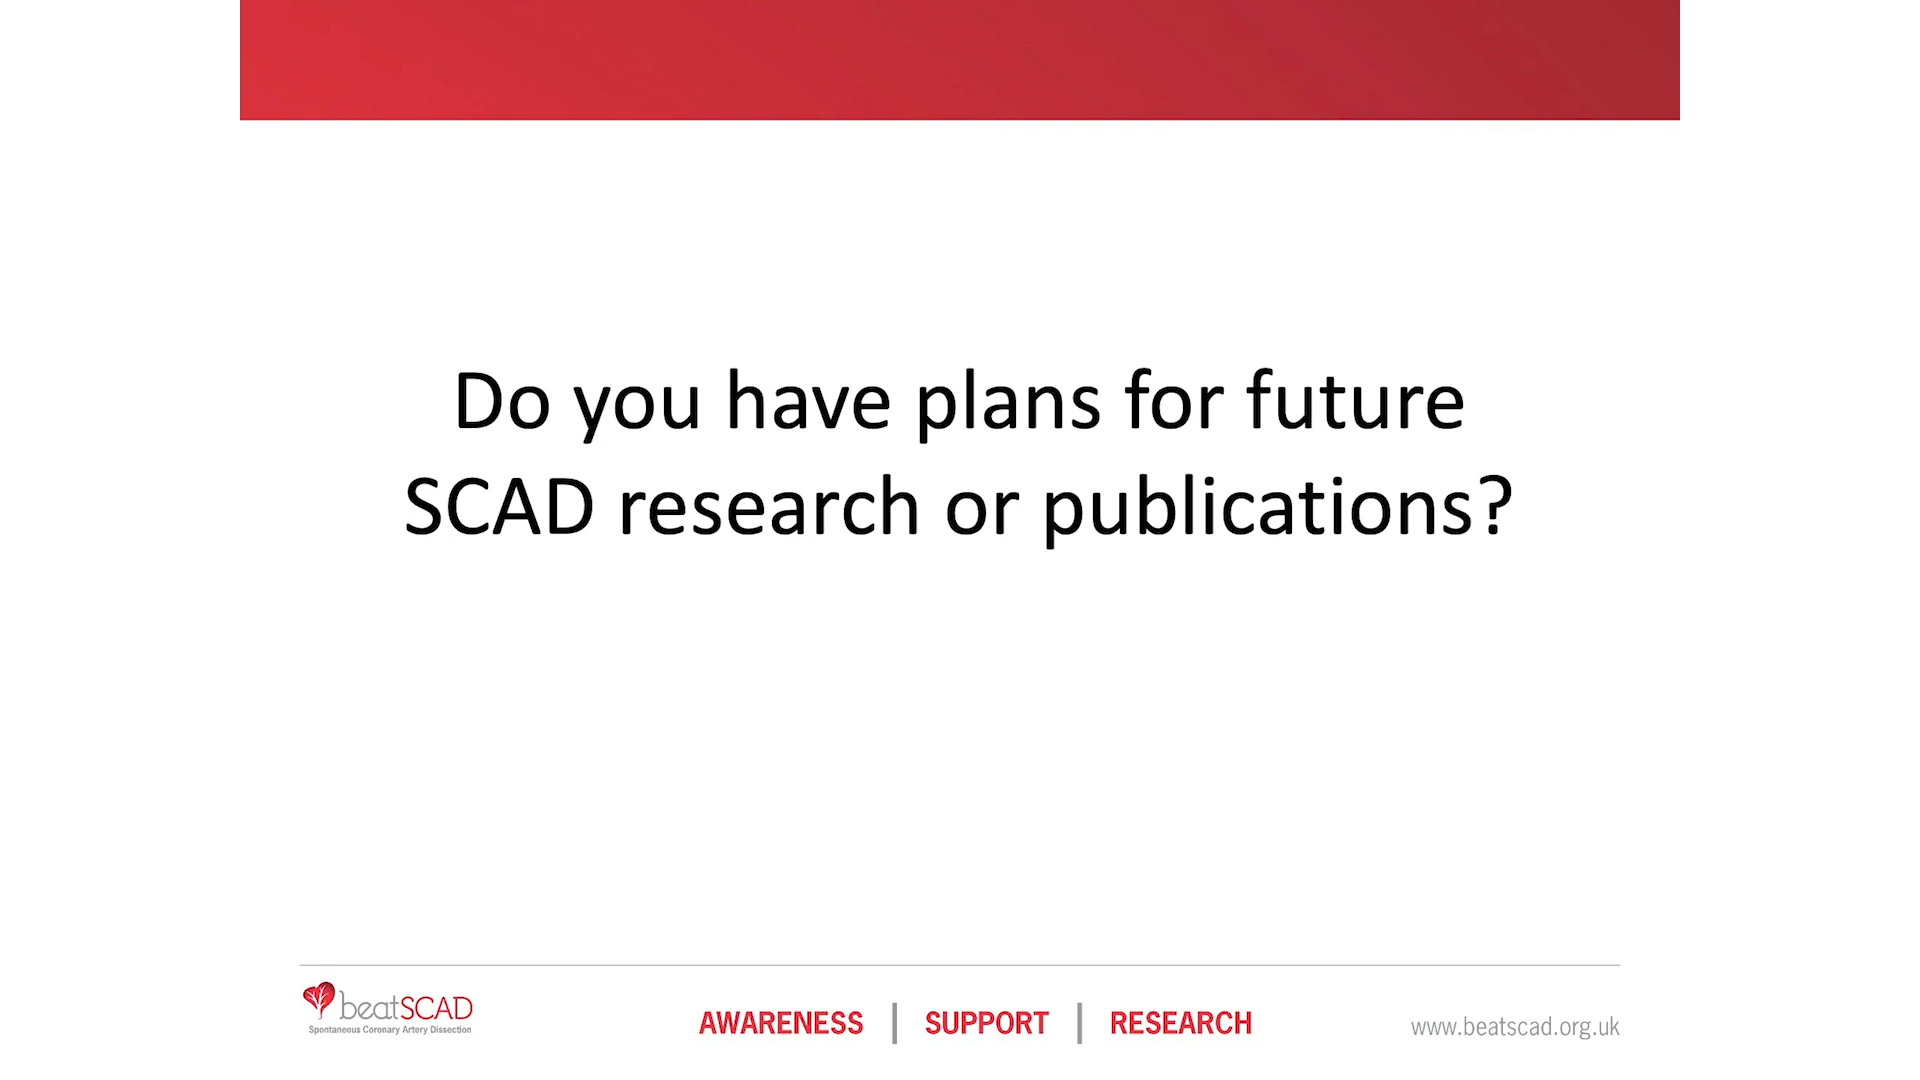 Do you have plans for future
SCAD research or publications?
beatSCAD
Spontaneous Coronary Artery Dissection
AWARENESS | SUPPORT | RESEARCH
www.beatscad.org.uk